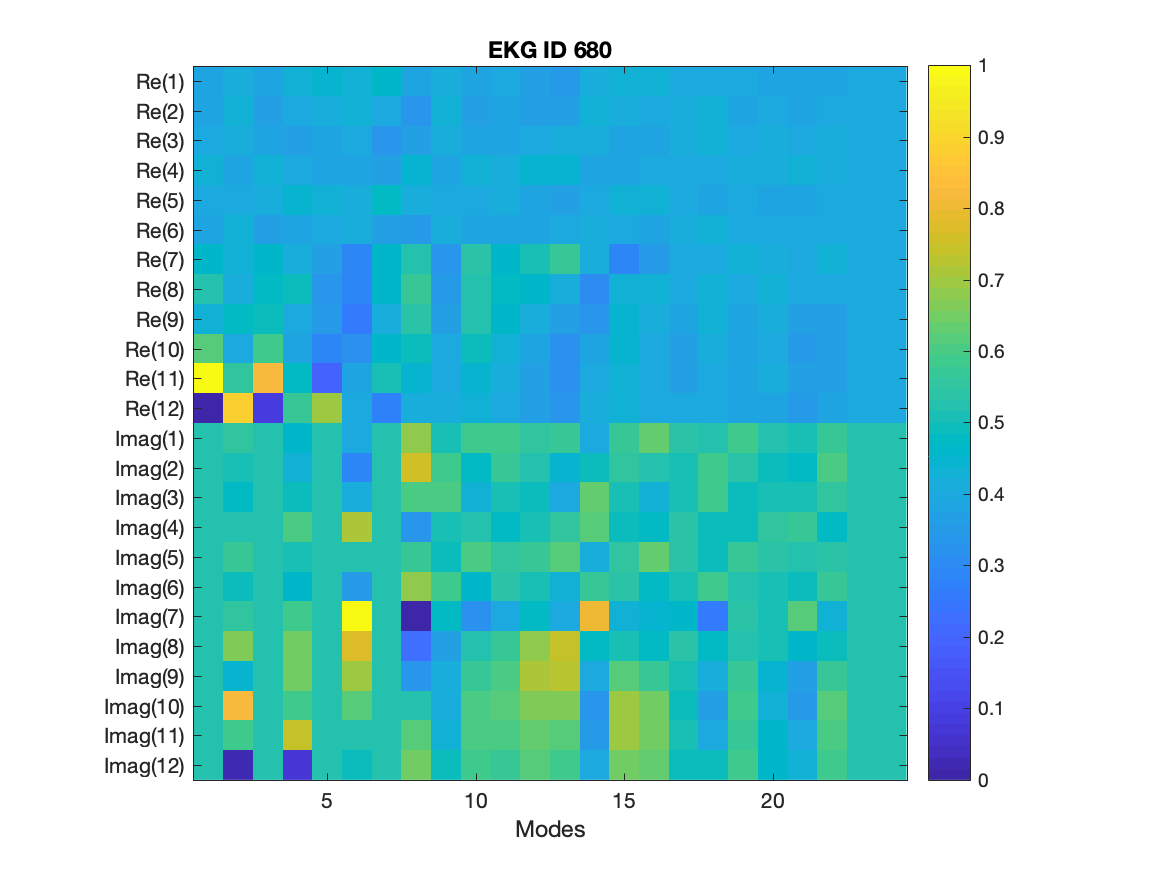 EKG ID 680
Re(1)
Re(2)
Re(3)
Re(4)
Re(5)
Re(6)
Re(7)
Re(8)
Re(9)
Re(10)
Re(11)
Re(12)
Imag(1)
Imag(2)
Imag(3)
Imag(4)
Imag(5)
Imag(6)
Imag(7)
Imag(8)
Imag(9)
Imag(10)
Imag(11)
Imag(12)
5 10 15 20
Modes
1
0.9
0.8
0.7
0.6
0.5
0.4
0.3
0.2
0.1
0